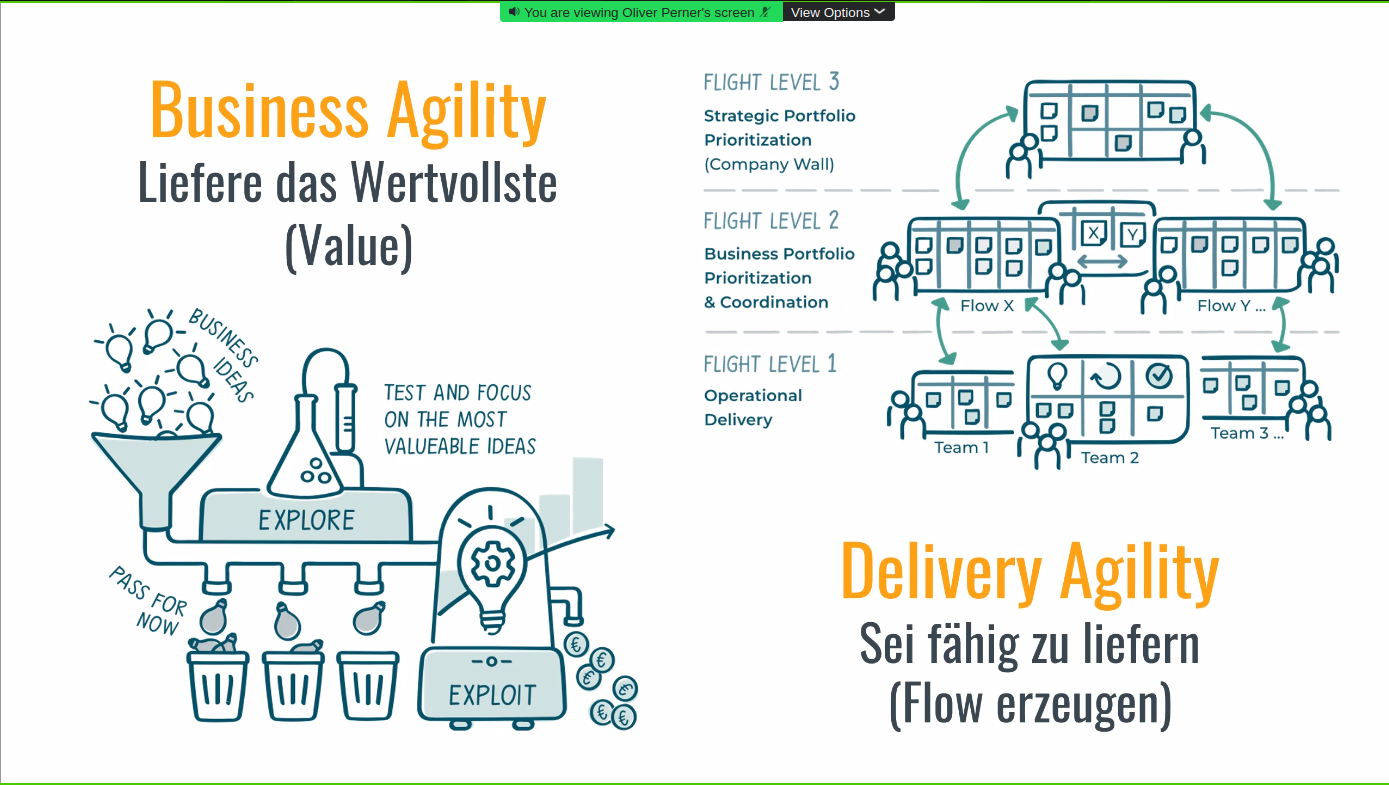 You are viewing Oliver Perner's screen
View Options
Business Agility
Liefere das Wertvollste
(Value)
BUSINESS
IDEAS
TEST AND FOCUS
ON THE MOST
VALUEABLE IDEAS
EXPLORE
PASS FOR
NOW
EXPLOIT
€
€
€
€
€
€
FLIGHT LEVEL 3
Strategic Portfolio
Prioritization
(Company Wall)
FLIGHT LEVEL 2
Business Portfolio
Prioritization
& Coordination
X
Y
Flow X
Flow Y ...
FLIGHT LEVEL 1
Operational
Delivery
Team 1
Team 2
Team 3 ...
Delivery Agility
Sei fähig zu liefern
(Flow erzeugen)